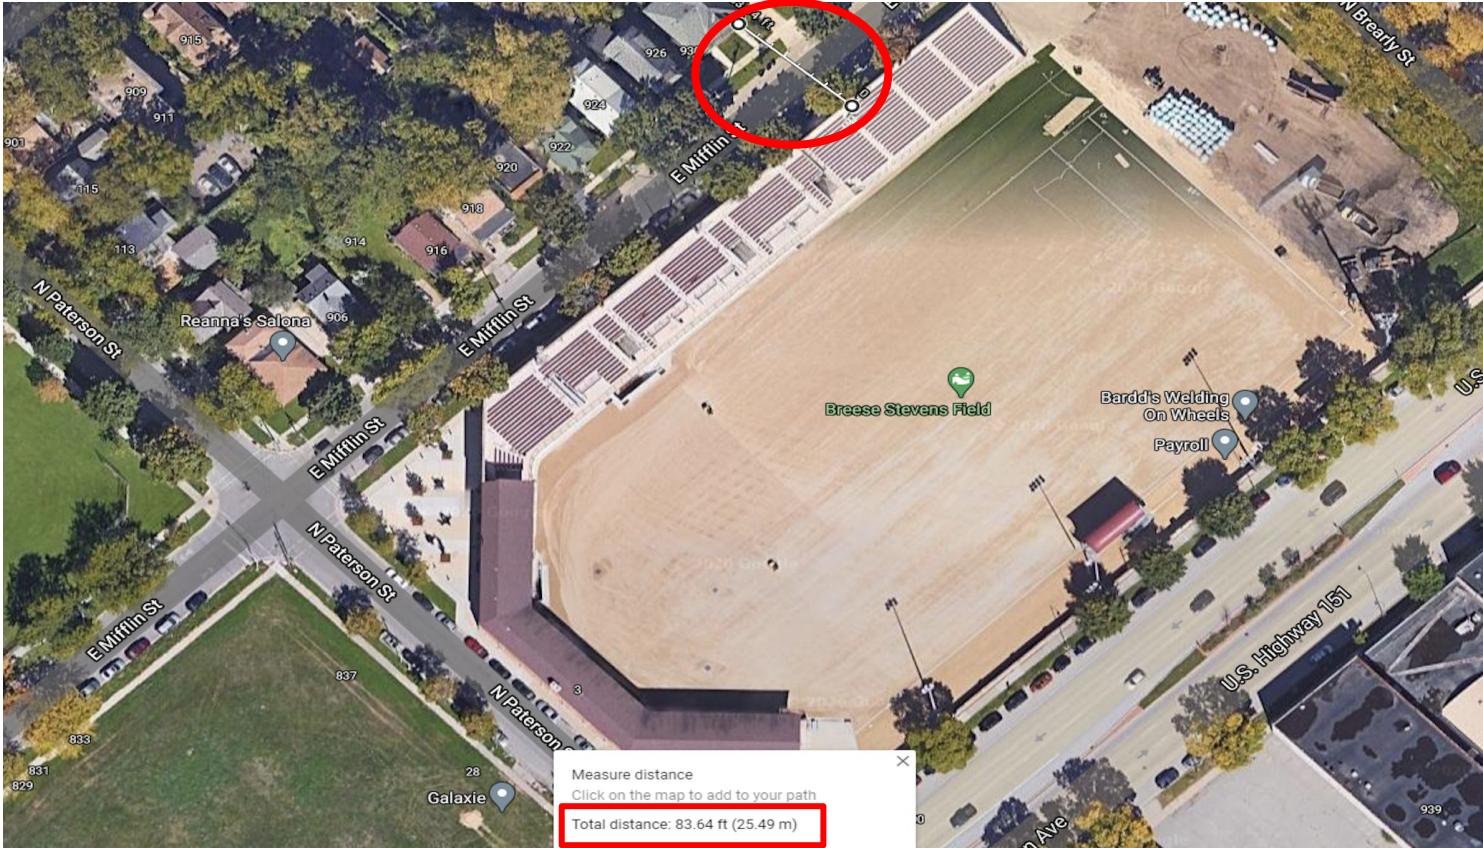 915
926
930
N Brearly St
909
911
924
901
E Mifflin St
922
920
115
918
914
113
916
N Paterson St
E Mifflin St
Reanna's Salona
906
Breese Stevens Field
Bardd's Welding
On Wheels
Payroll
U.S.
E Mifflin St
N Paterson St
U.S. Highway 151
E Mifflin St
837
3
N Paterson S
833
831
829
28
Galaxie
Measure distance
Click on the map to add to your path
Total distance: 83.64 ft (25.49 m)
939
n Ave